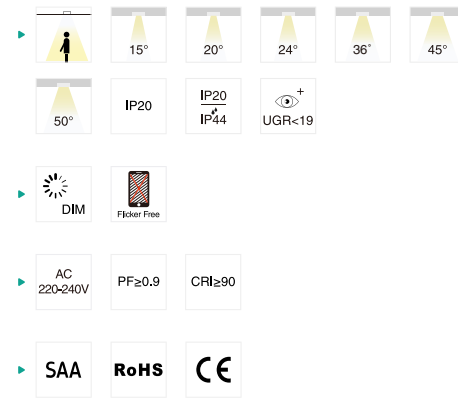 15° 20° 24° 36° 45°
50° IP20 IP20 IP44 UGR<19
DIM Flicker Free
AC 220-240V PF≥0.9 CRI≥90
SAA RoHS CE